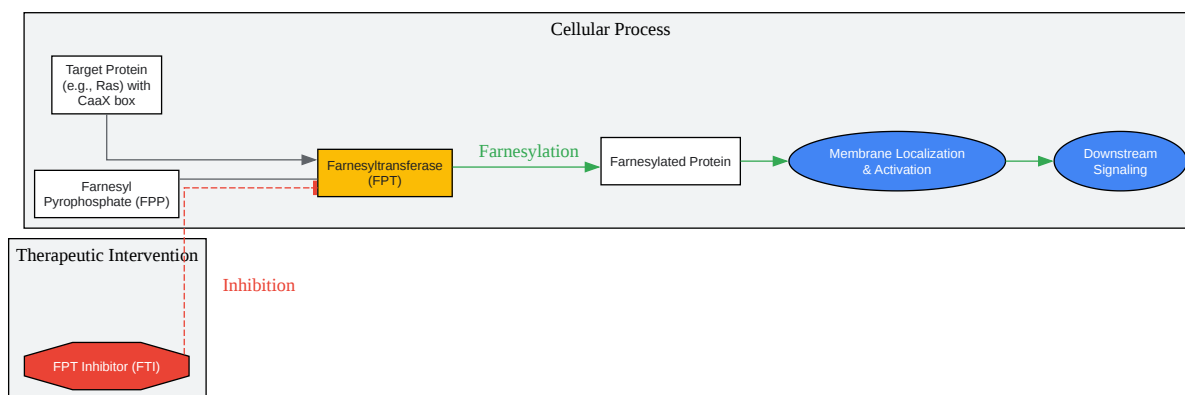 Cellular Process
Target Protein
(e.g., Ras) with
CaaX box
Farnesyl
Pyrophosphate (FPP)
Farnesyltransferase
(FPT)
Farnesylation
Farnesylated Protein
Membrane Localization
& Activation
Downstream
Signaling
Therapeutic Intervention
Inhibition
FPT Inhibitor (FTI)